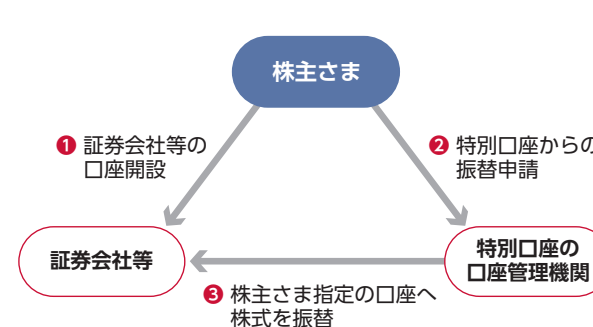 株主さま
❶ 証券会社等の
口座開設
❷ 特別口座からの
振替申請
証券会社等
特別口座の
口座管理機関
❸ 株主さま指定の口座へ
株式を振替